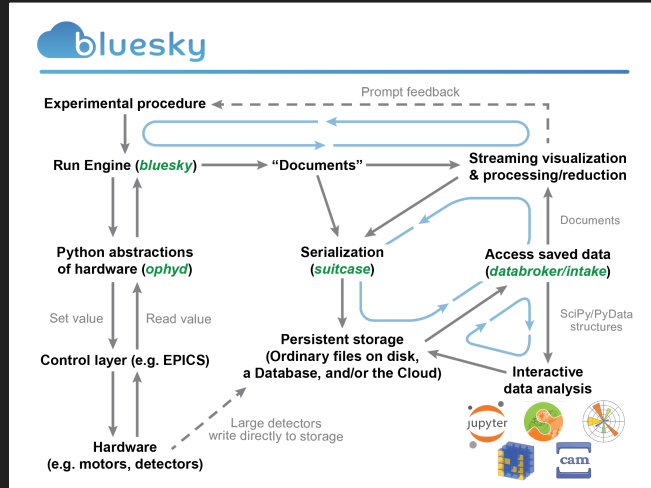 bluesky
Prompt feedback
Experimental procedure
Run Engine (bluesky)
“Documents”
Streaming visualization
& processing/reduction
Documents
Python abstractions
of hardware (ophyd)
Serialization
(suitcase)
Access saved data
(databroker/intake)
Set value
Read value
SciPy/PyData
structures
Control layer (e.g. EPICS)
Persistent storage
(Ordinary files on disk,
a Database, and/or the Cloud)
Interactive
data analysis
Large detectors
write directly to storage
Hardware
(e.g. motors, detectors)
jupyter
cam